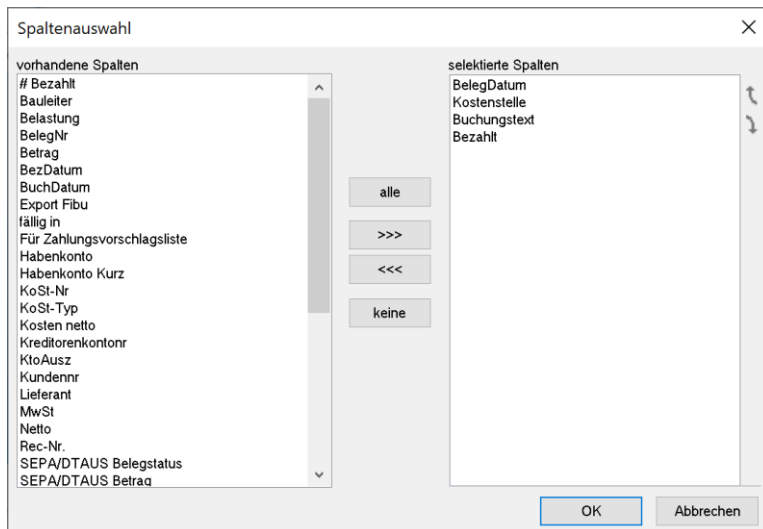 Spaltenauswahl
vorhandene Spalten
# Bezahlt
Bauleiter
Belastung
BelegNr
Betrag
BezDatum
BuchDatum
Export Fibu
fällig in
Für Zahlungsvorschlagsliste
Habenkonto
Habenkonto Kurz
KoSt-Nr
KoSt-Typ
Kosten netto
Kreditorenkontonr
KtoAusz
Kundennr
Lieferant
MwSt
Netto
Rec-Nr.
SEPA/DTAUS Belegstatus
SEPA/DTAUS Betrag
alle
>>>
<<<
keine
selektierte Spalten
BelegDatum
Kostenstelle
Buchungstext
Bezahlt
OK
Abbrechen